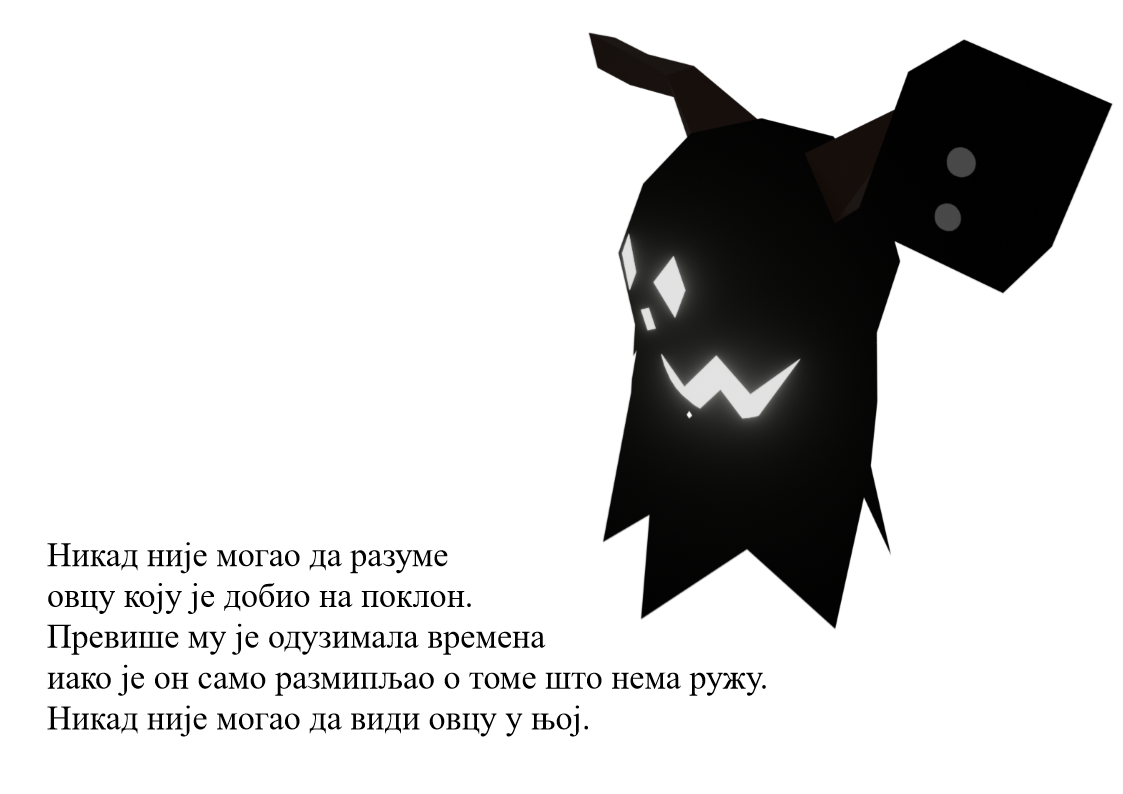 Никад није могао да разуме
овцу коју је добио на поклон.
Превише му је одузимала времена
иако је он само размипљао о томе што нема ружу.
Никад није могао да види овцу у њој.